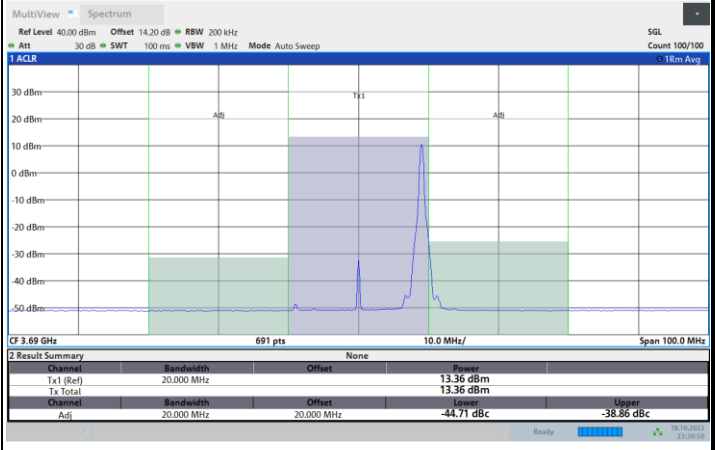 MultiView Spectrum
Ref Level 40.00 dBm Offset 14.20 dB RBW 200 kHz SGL
Att 30 dB SWT 100 ms VBW 1 MHz Mode Auto Sweep Count 100/100
1 ACLR 1Rm Avg
30 dBm
Tx1
20 dBm
Adj Adj
10 dBm
0 dBm
-10 dBm
-20 dBm
-30 dBm
-40 dBm
-50 dBm
CF 3.69 GHz 691 pts 10.0 MHz/ Span 100.0 MHz
2 Result Summary None
Channel Bandwidth Offset Power
Tx1 (Ref) 20.000 MHz 13.36 dBm
Tx Total 13.36 dBm
Channel Bandwidth Offset Lower Upper
Adj 20.000 MHz 20.000 MHz -44.71 dBc -38.86 dBc
Ready 18.10.2022
23:39:50